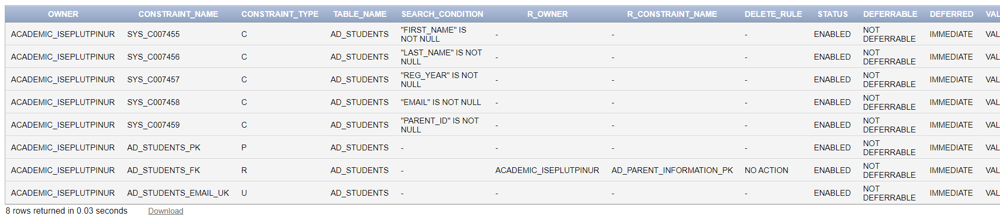 OWNER CONSTRAINT_NAME CONSTRAINT_TYPE TABLE_NAME SEARCH_CONDITION R_OWNER R_CONSTRAINT_NAME DELETE_RULE STATUS DEFERRABLE DEFERRED VAL
ACADEMIC_ISEPLUTPINUR SYS_C007455 C AD_STUDENTS "FIRST_NAME" IS NOT NULL - - - ENABLED NOT DEFERRABLE IMMEDIATE VAL
ACADEMIC_ISEPLUTPINUR SYS_C007456 C AD_STUDENTS "LAST_NAME" IS NOT NULL - - - ENABLED NOT DEFERRABLE IMMEDIATE VAL
ACADEMIC_ISEPLUTPINUR SYS_C007457 C AD_STUDENTS "REG_YEAR" IS NOT NULL - - - ENABLED NOT DEFERRABLE IMMEDIATE VAL
ACADEMIC_ISEPLUTPINUR SYS_C007458 C AD_STUDENTS "EMAIL" IS NOT NULL - - - ENABLED NOT DEFERRABLE IMMEDIATE VAL
ACADEMIC_ISEPLUTPINUR SYS_C007459 C AD_STUDENTS "PARENT_ID" IS NOT NULL - - - ENABLED NOT DEFERRABLE IMMEDIATE VAL
ACADEMIC_ISEPLUTPINUR AD_STUDENTS_PK P AD_STUDENTS - - - - ENABLED NOT DEFERRABLE IMMEDIATE VAL
ACADEMIC_ISEPLUTPINUR AD_STUDENTS_FK R AD_STUDENTS - ACADEMIC_ISEPLUTPINUR AD_PARENT_INFORMATION_PK NO ACTION ENABLED NOT DEFERRABLE IMMEDIATE VAL
ACADEMIC_ISEPLUTPINUR AD_STUDENTS_EMAIL_UK U AD_STUDENTS - - - - ENABLED NOT DEFERRABLE IMMEDIATE VAL
8 rows returned in 0.03 seconds Download